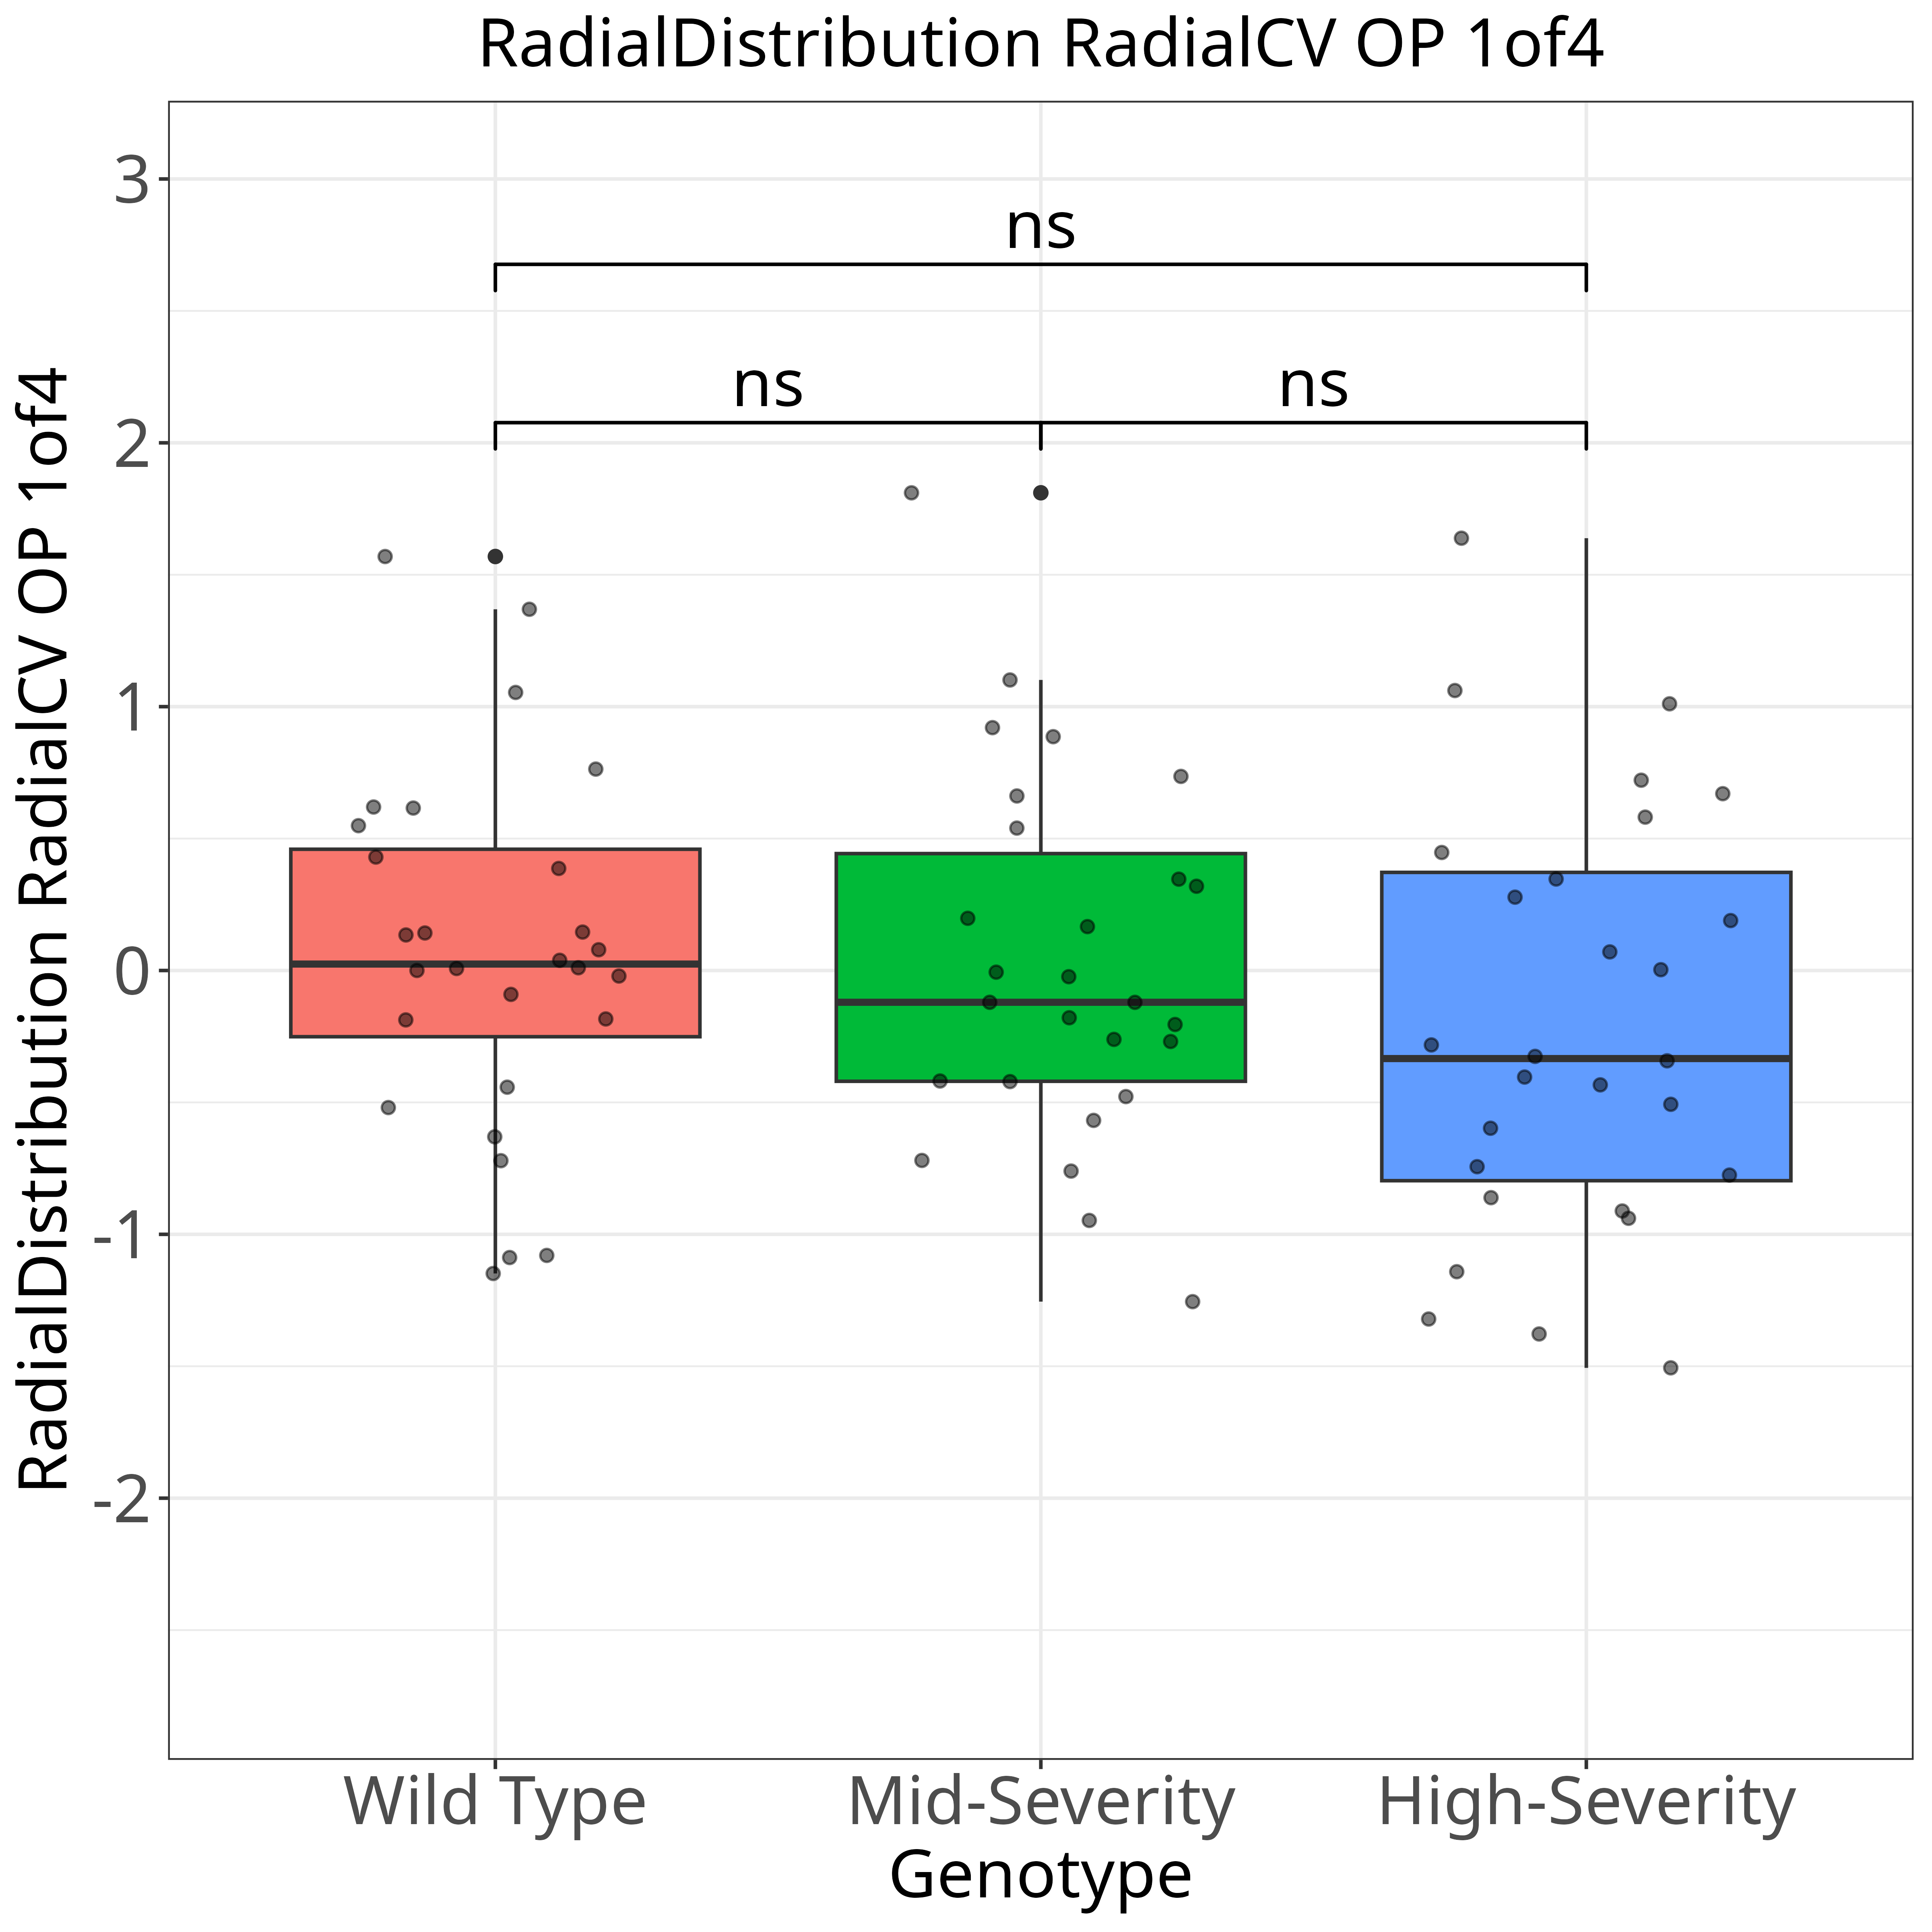 RadialDistribution RadialCV OP 1of4
RadialDistribution RadialCV OP 1of4
3
2
1
0
-1
-2
ns
ns
ns
Wild Type
Mid-Severity
High-Severity
Genotype